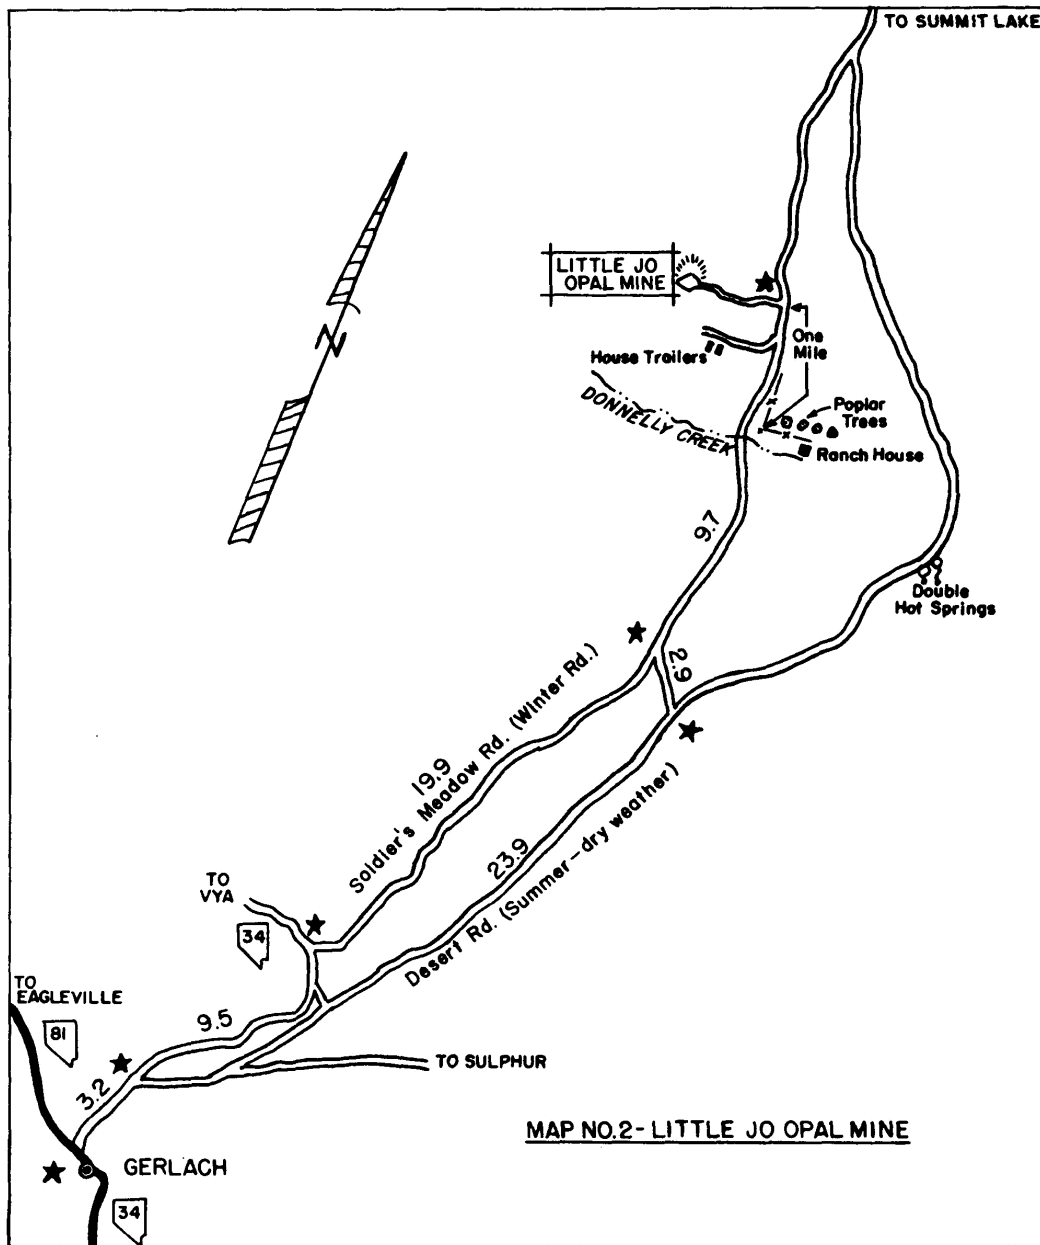 TO SUMMIT LAKE
LITTLE JO
OPAL MINE
One
Mile
House Trailers
DONNELLY CREEK
Poplar
Trees
Ranch House
N
9.7
Double
Hot Springs
2.9
Soldier's Meadow Rd. (Winter Rd.)
19.9
23.9
Desert Rd. (Summer-dry weather)
TO
VYA
34
TO
EAGLEVILLE
81
9.5
TO SULPHUR
3.2
MAP NO.2-LITTLE JO OPAL MINE
GERLACH
34